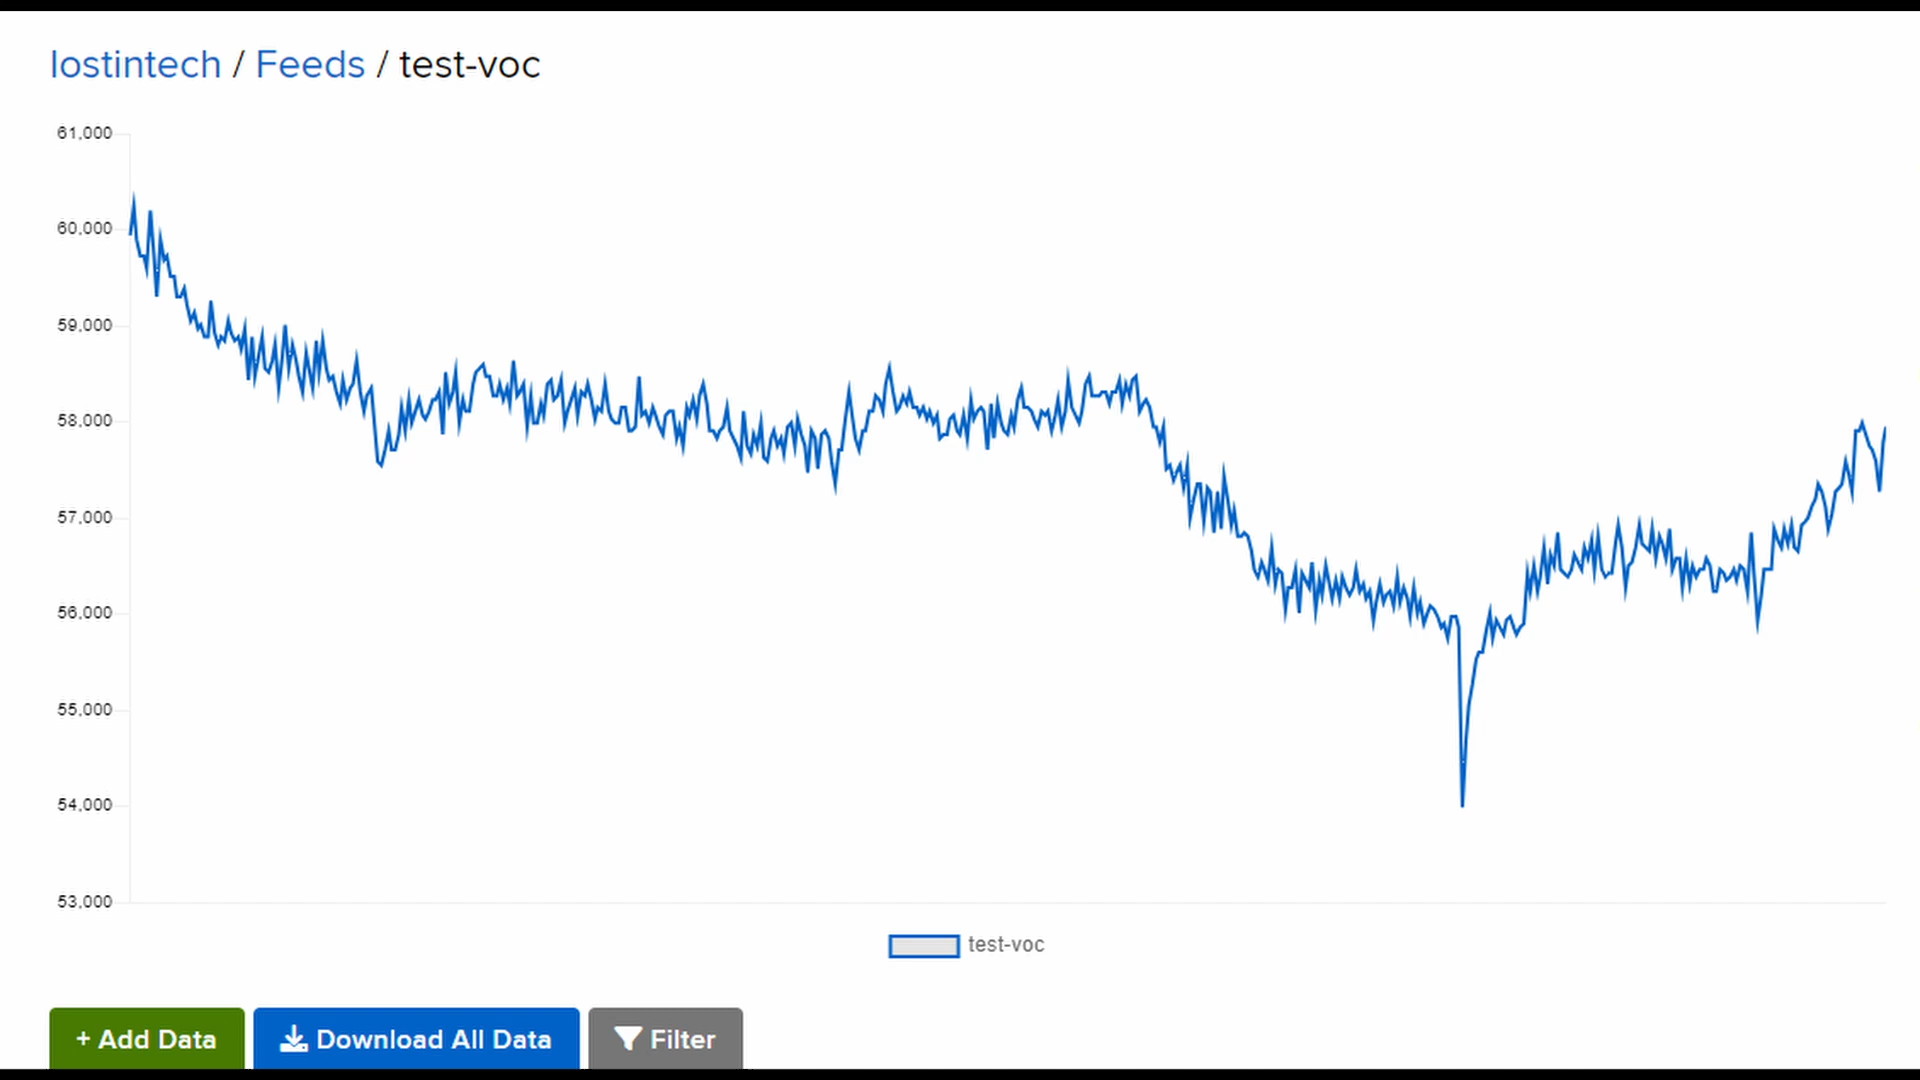 lostintech / Feeds / test-voc
61,000
60,000
59,000
58,000
57,000
56,000
55,000
54,000
53,000
test-voc
+ Add Data
Download All Data
Filter